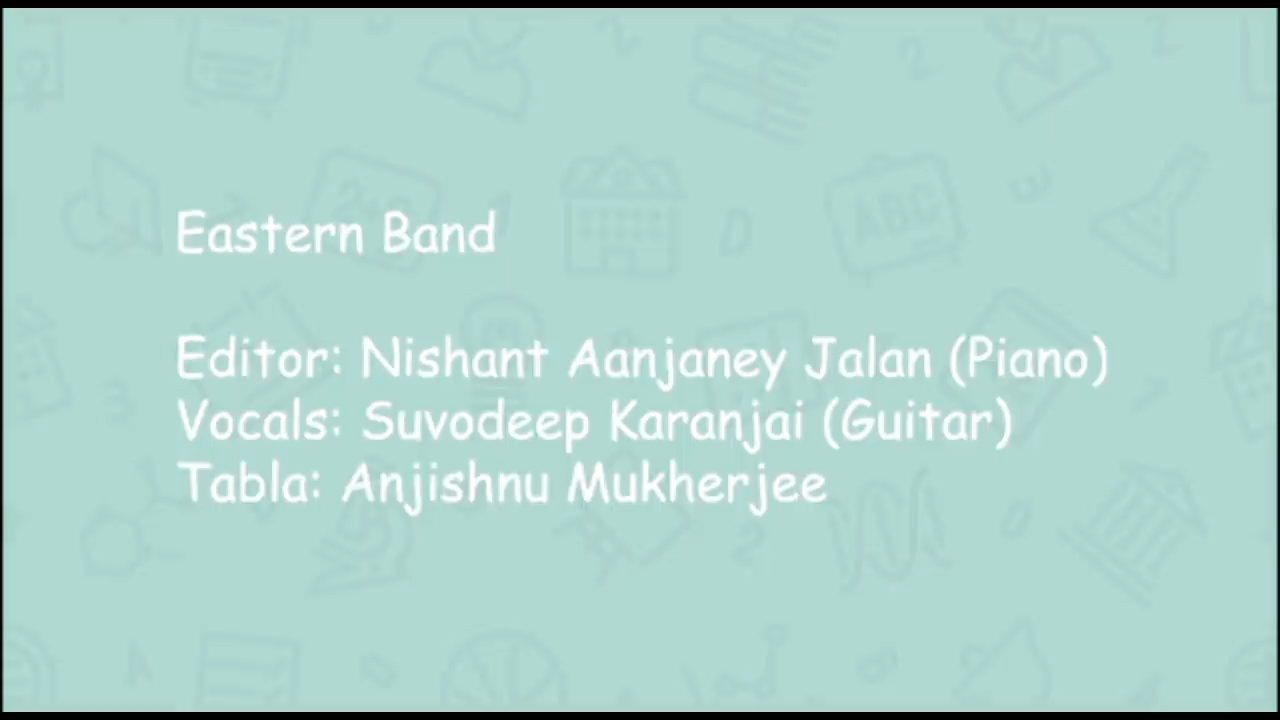 Eastern Band
Editor: Nishant Aanjaney Jalan (Piano)
Vocals: Suvodeep Karanjai (Guitar)
Tabla: Anjishnu Mukherjee